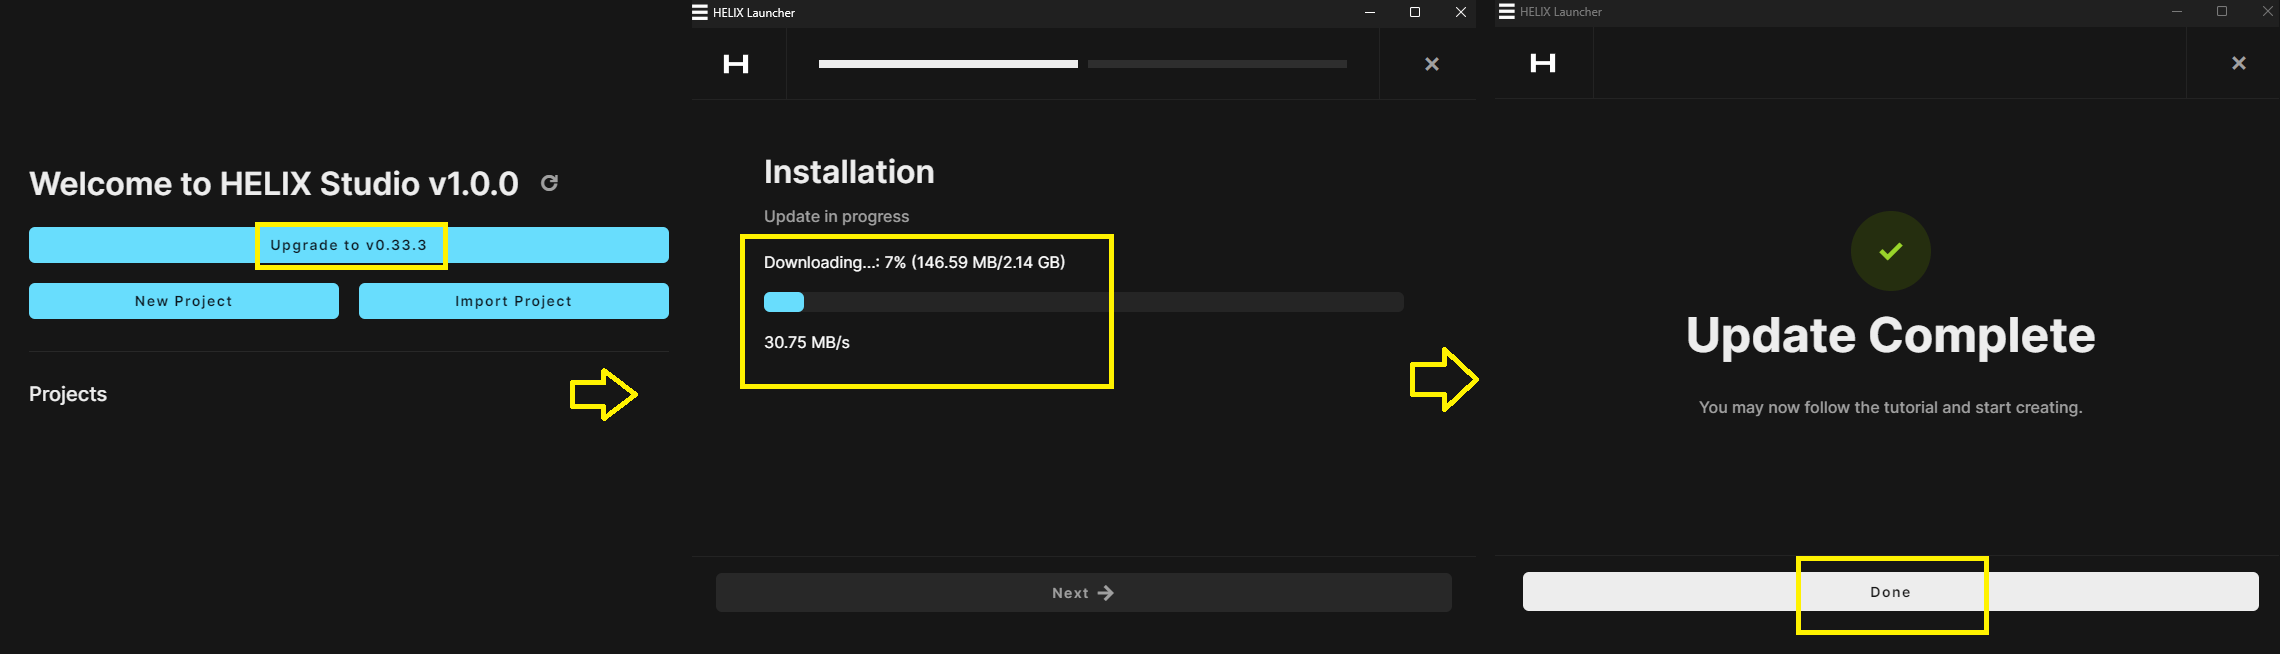 Welcome to HELIX Studio v1.0.0
Upgrade to v0.33.3
New Project
Import Project
Projects
HELIX Launcher
Installation
Update in progress
Downloading...: 7% (146.59 MB/2.14 GB)
30.75 MB/s
Next
HELIX Launcher
Update Complete
You may now follow the tutorial and start creating.
Done